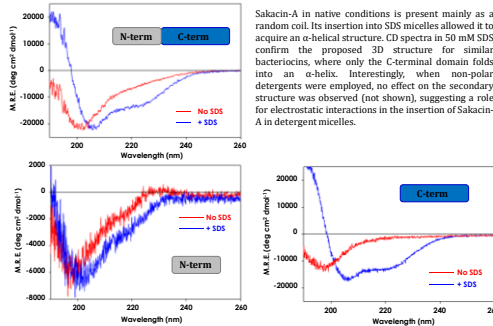 20000
10000
0
-10000
-20000
M.R.E. (deg cm² dmol⁻¹)
N-term
C-term
No SDS
+ SDS
200
220
240
260
Wavelength (nm)
Sakacin-A in native conditions is present mainly as a
random coil. Its insertion into SDS micelles allowed it to
acquire an α-helical structure. CD spectra in 50 mM SDS
confirm the proposed 3D structure for similar
bacteriocins, where only the C-terminal domain folds
into an α-helix. Interestingly, when non-polar
detergents were employed, no effect on the secondary
structure was observed (not shown), suggesting a role
for electrostatic interactions in the insertion of Sakacin-
A in detergent micelles.
2000
0
-2000
-4000
-6000
-8000
M.R.E. (deg cm² dmol⁻¹)
No SDS
+ SDS
N-term
200
220
240
260
Wavelength (nm)
20000
10000
0
-10000
-20000
M.R.E. (deg cm² dmol⁻¹)
C-term
No SDS
+ SDS
200
220
240
260
Wavelength (nm)